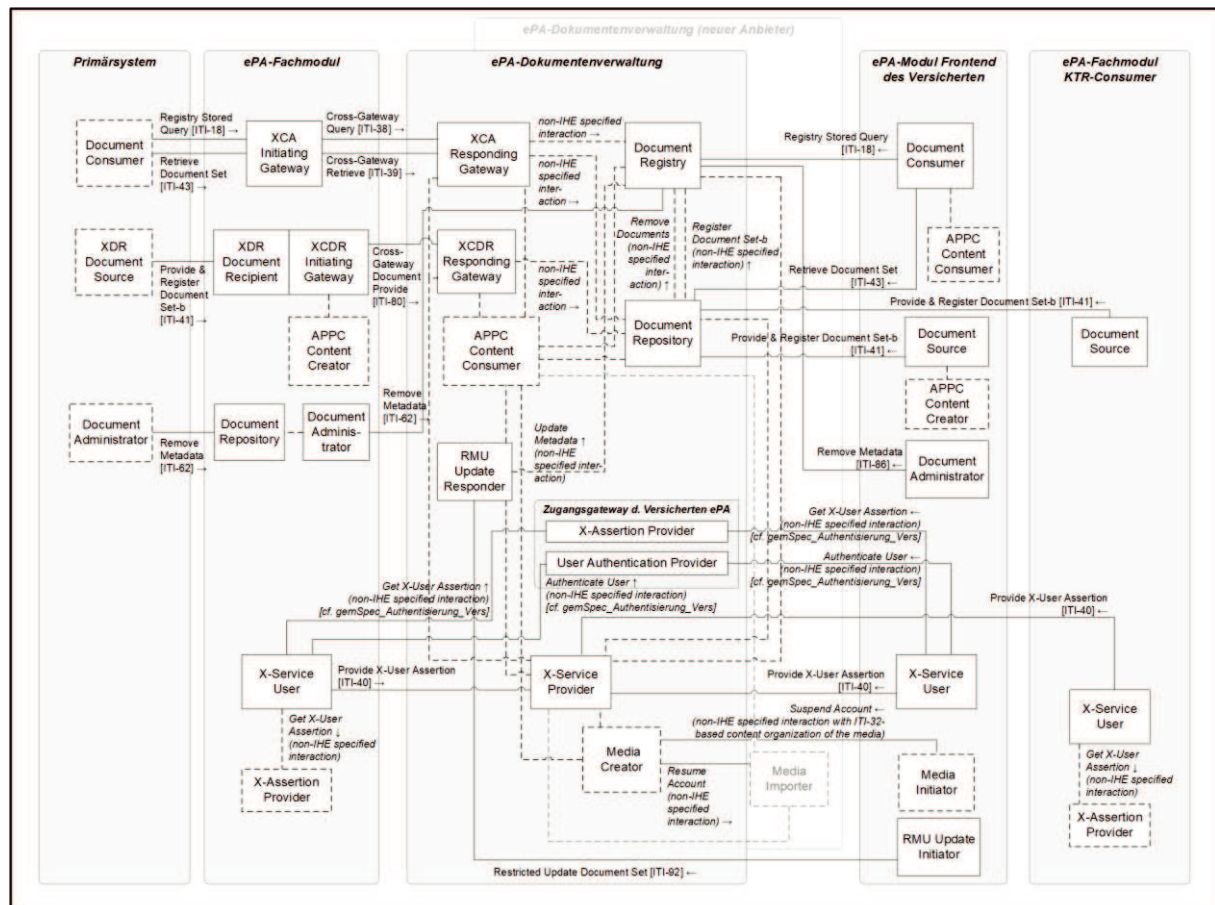 ePA-Dokumentenverwaltung (neuer Anbieter)
Primärsystem
ePA-Fachmodul
ePA-Dokumentenverwaltung
ePA-Modul Frontend
des Versicherten
ePA-Fachmodul
KTR-Consumer
Document
Consumer
Registry Stored
Query [ITI-18] →
Retrieve
Document Set
[ITI-43] →
XCA
Initiating
Gateway
Cross-Gateway
Query [ITI-38] →
Cross-Gateway
Retrieve [ITI-39] →
XCA
Responding
Gateway
non-IHE specified
interaction →
non-IHE
specified
inter-
action →
Document
Registry
Registry Stored Query
[ITI-18] ←
Document
Consumer
XDR
Document
Source
Provide &
Register
Document
Set-b
[ITI-41] →
XDR
Document
Recipient
XCDR
Initiating
Gateway
Cross-
Gateway
Document
Provide
[ITI-80] →
XCDR
Responding
Gateway
non-IHE
specified
inter-
action →
Remove
Documents
(non-IHE
specified
inter-
action) ↑
Register
Document Set-b
(non-IHE specified
interaction) ↑
APPC
Content
Consumer
Retrieve Document Set
[ITI-43] ←
Provide & Register Document Set-b [ITI-41] ←
APPC
Content
Creator
APPC
Content
Consumer
Document
Repository
Provide & Register Document Set-b
[ITI-41] ←
Document
Source
Document
Source
APPC
Content
Creator
Document
Administrator
Remove
Metadata
[ITI-62] →
Document
Repository
Document
Adminis-
trator
Remove
Metadata
[ITI-62] →
Update
Metadata ↑
(non-IHE
specified inter-
action)
RMU
Update
Responder
Remove Metadata
[ITI-86] ←
Document
Administrator
Zugangsgateway d. Versicherten ePA
X-Assertion Provider
User Authentication Provider
Get X-User Assertion ←
(non-IHE specified interaction)
[cf. gemSpec_Authentisierung_Vers]
Authenticate User ←
(non-IHE specified interaction)
[cf. gemSpec_Authentisierung_Vers]
Get X-User Assertion ↑
(non-IHE specified interaction)
[cf. gemSpec_Authentisierung_Vers]
Authenticate User ↑
(non-IHE specified interaction)
[cf. gemSpec_Authentisierung_Vers]
Provide X-User Assertion
[ITI-40] ←
X-Service
User
Provide X-User Assertion
[ITI-40] →
X-Service
Provider
Provide X-User Assertion
[ITI-40] ←
X-Service
User
X-Service
User
Get X-User
Assertion ↓
(non-IHE specified
interaction)
X-Assertion
Provider
Suspend Account ←
(non-IHE specified interaction with ITI-32-
based content organization of the media)
Media
Creator
Resume
Account
(non-IHE
specified
interaction) →
Media
Importer
Media
Initiator
Get X-User
Assertion ↓
(non-IHE specified
interaction)
X-Assertion
Provider
RMU Update
Initiator
Restricted Update Document Set [ITI-92] ←